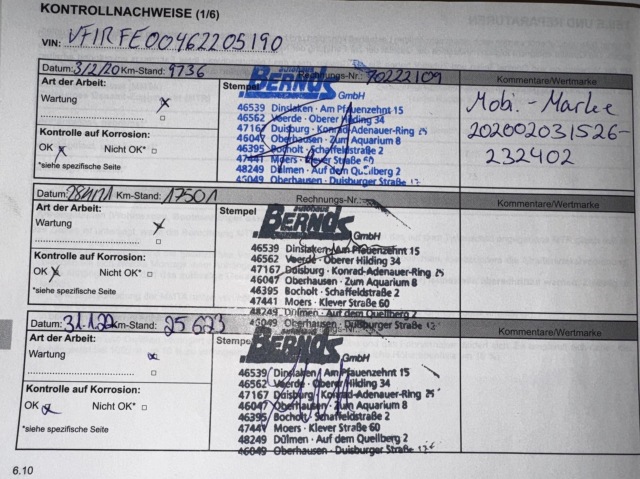 KONTROLLNACHWEISE (1/6)
VIN: VF1RFE00462205190
Datum: 3/2/20 Km-Stand: 9736 Rechnungs-Nr.: 70222109 Kommentare/Wertmarke
Art der Arbeit:
Wartung x
Stempel
autohaus
BERNDS
GmbH
46539 Dinslaken · Am Pfauenzehnt 15
46562 Voerde · Oberer Hilding 34
47167 Duisburg · Konrad-Adenauer-Ring
46047 Oberhausen · Zum Aquarium 8
46395 Bocholt · Schaffeldstraße 2
47441 Moers · Klever Straße 60
48249 Dülmen · Auf dem Quellberg 2
Oberhausen · Duisburger Straße
Mobi. - Marke
202002031526-
232402
Kontrolle auf Korrosion:
OK x Nicht OK* □
*siehe spezifische Seite
Datum: Km-Stand: 17501 Rechnungs-Nr.: Kommentare/Wertmarke
Art der Arbeit:
Wartung x
Stempel
autohaus
BERNDS
GmbH
46539 Dinslaken · Am Pfauenzehnt 15
46562 Voerde · Oberer Hilding 34
47167 Duisburg · Konrad-Adenauer-Ring
46047 Oberhausen · Zum Aquarium 8
46395 Bocholt · Schaffeldstraße 2
47441 Moers · Klever Straße 60
48249 Dülmen · Auf dem Quellberg 2
Oberhausen · Duisburger Straße
Kontrolle auf Korrosion:
OK x Nicht OK* □
*siehe spezifische Seite
Datum: 31.1.22 Km-Stand: 25623 Rechnungs-Nr.: Kommentare/Wertmarke
Art der Arbeit:
Wartung x
Stempel
BERNDS
GmbH
46539 Dinslaken · Am Pfauenzehnt 15
46562 Voerde · Oberer Hilding 34
47167 Duisburg · Konrad-Adenauer-Ring
46047 Oberhausen · Zum Aquarium 8
46395 Bocholt · Schaffeldstraße 2
47441 Moers · Klever Straße 60
48249 Dülmen · Auf dem Quellberg 2
46049 Oberhausen · Duisburger Straße
Kontrolle auf Korrosion:
OK x Nicht OK* □
*siehe spezifische Seite
6.10